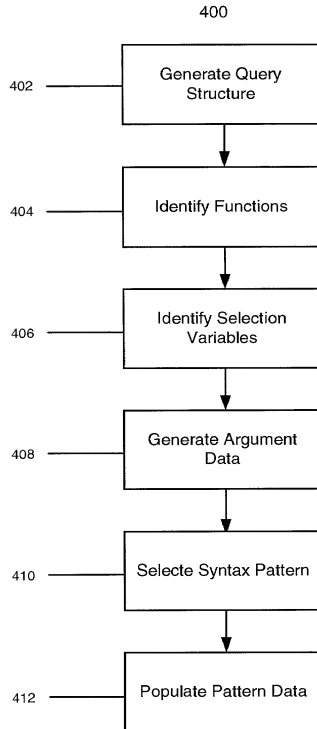 400
402
Generate Query
Structure
404
Identify Functions
406
Identify Selection
Variables
408
Generate Argument
Data
410
Selecte Syntax Pattern
412
Populate Pattern Data